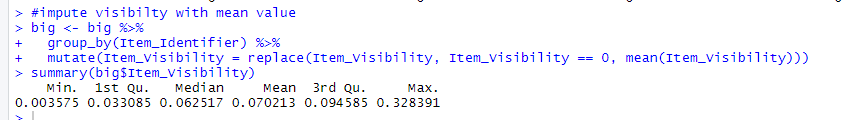 > #impute visibilty with mean value
> big <- big %>%
+   group_by(Item_Identifier) %>%
+   mutate(Item_Visibility = replace(Item_Visibility, Item_Visibility == 0, mean(Item_Visibility)))
> summary(big$Item_Visibility)
    Min.  1st Qu.   Median     Mean  3rd Qu.     Max.
0.003575 0.033085 0.062517 0.070213 0.094585 0.328391
>